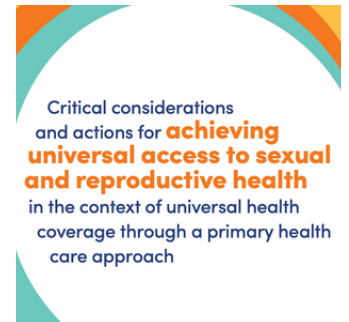 Critical considerations
and actions for achieving
universal access to sexual
and reproductive health
in the context of universal health
coverage through a primary health
care approach